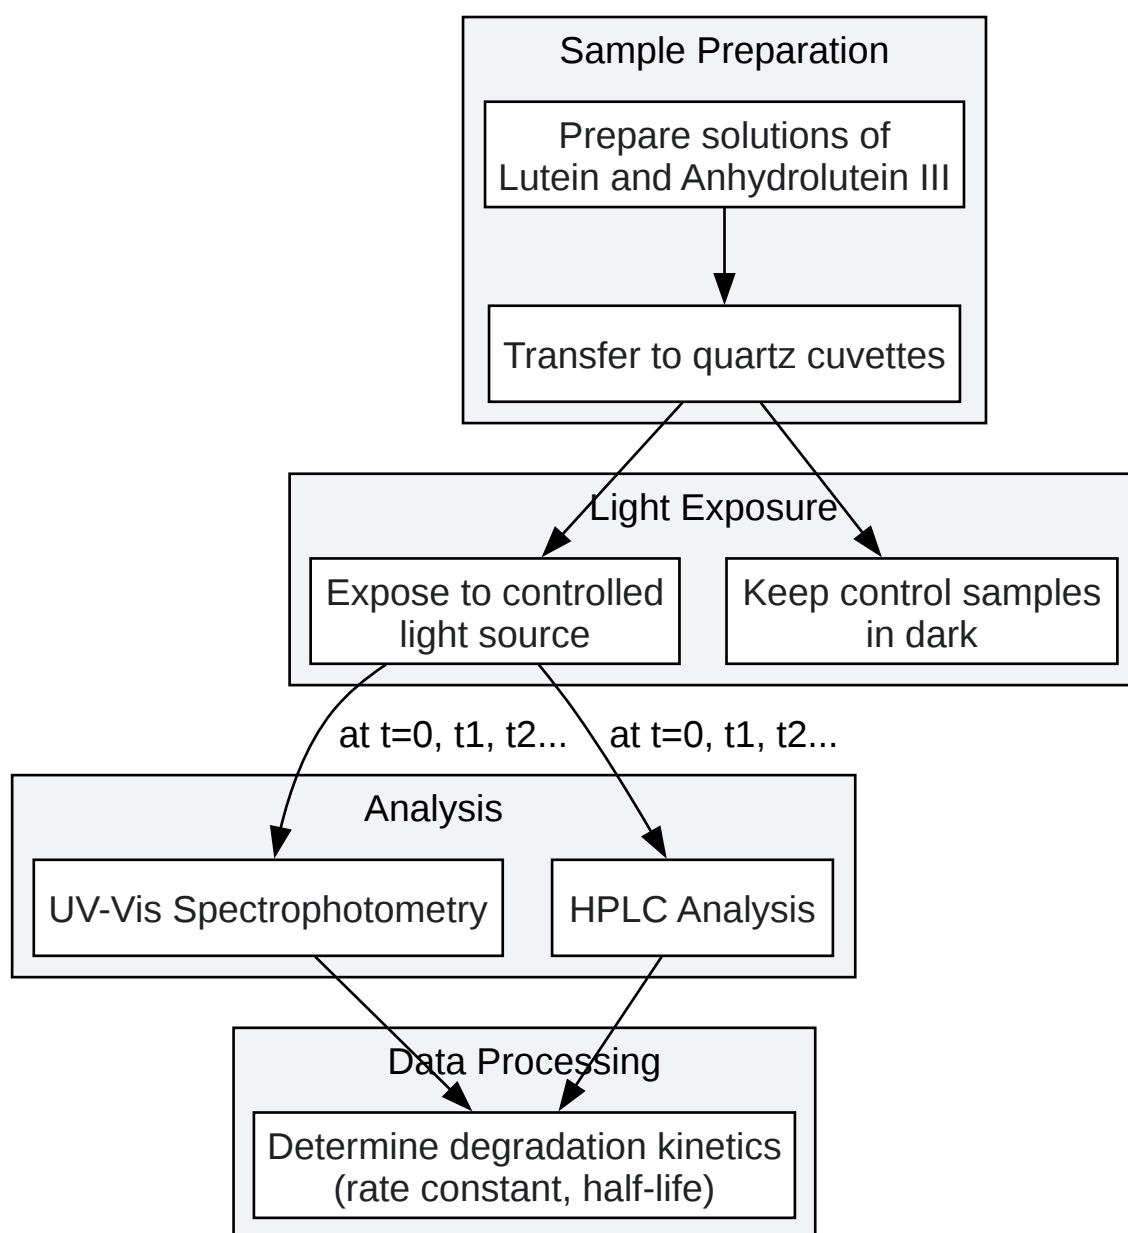 Sample Preparation
Prepare solutions of
Lutein and Anhydrolutein III
Transfer to quartz cuvettes
Light Exposure
Expose to controlled
light source
Keep control samples
in dark
at t=0, t1, t2...
at t=0, t1, t2...
Analysis
UV-Vis Spectrophotometry
HPLC Analysis
Data Processing
Determine degradation kinetics
(rate constant, half-life)